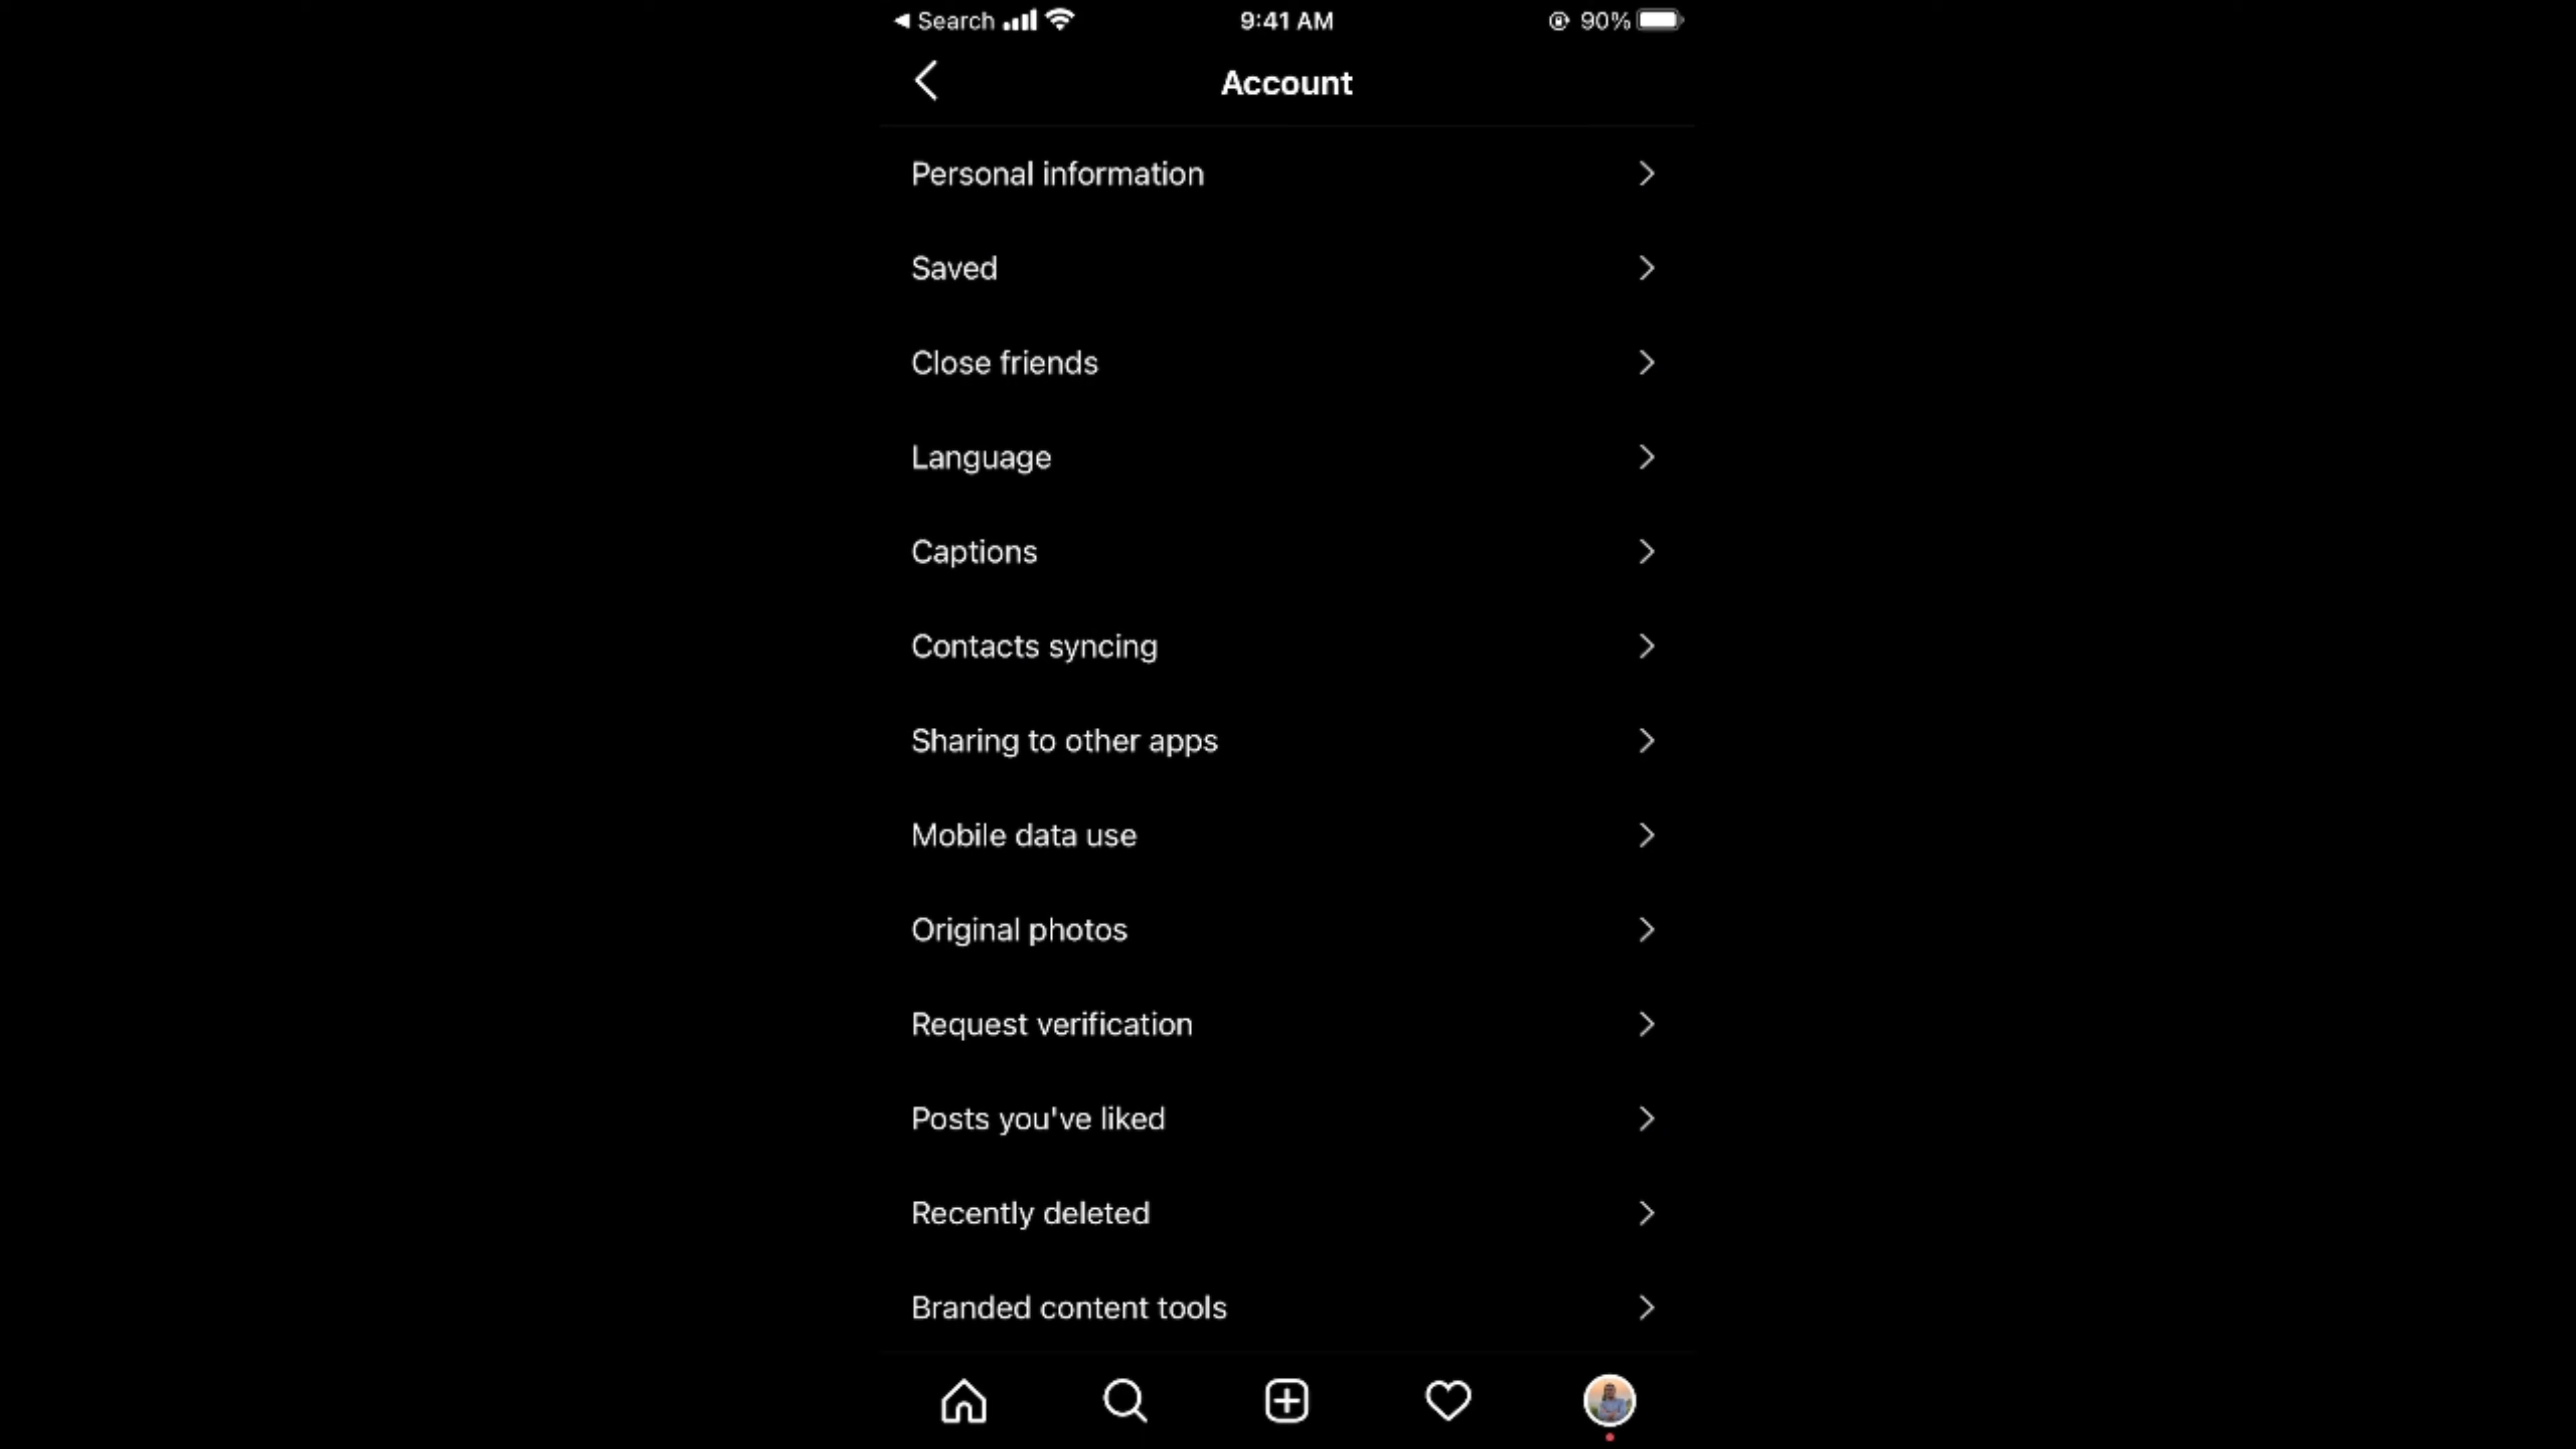 Search 9:41 AM 90%
Account
Personal information
Saved
Close friends
Language
Captions
Contacts syncing
Sharing to other apps
Mobile data use
Original photos
Request verification
Posts you've liked
Recently deleted
Branded content tools